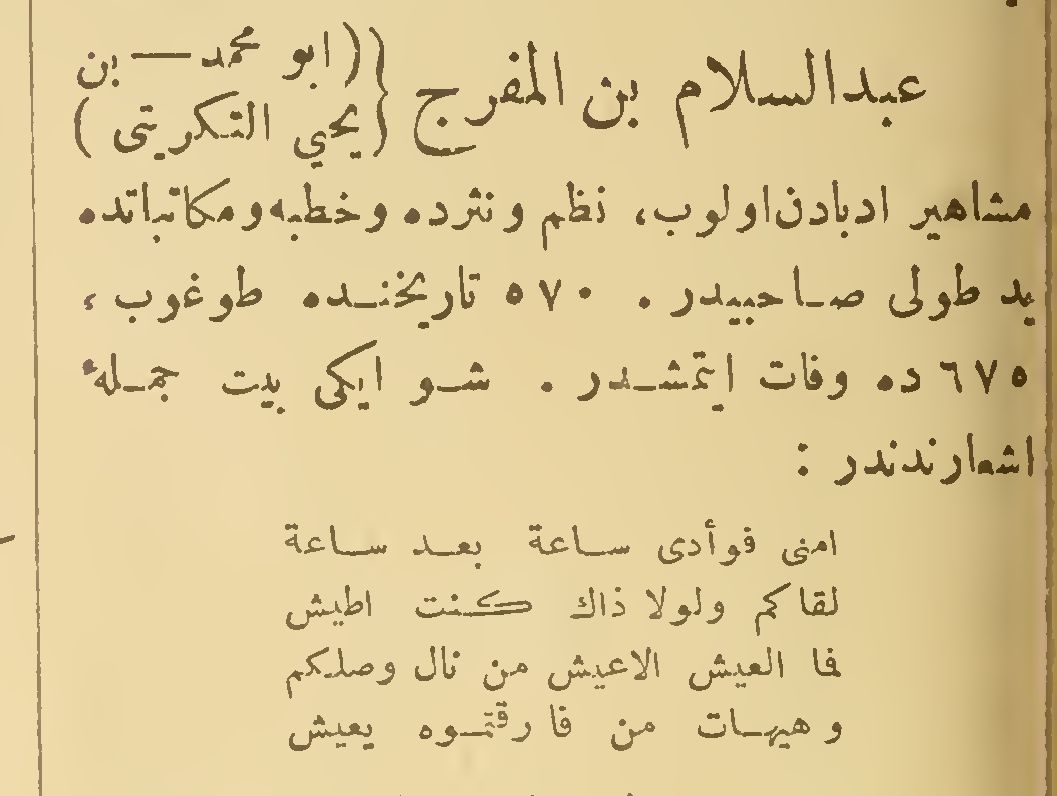 عبدالسلام بن المفرج {((ابو محمد — بن
{يحيي التكريتى)
مشاهير ادبادن اولوب، نظم ونثرده وخطبه ومكاتباتده
يد طولى صاحبيدر. ٥٧٠ تاريخنده طوغوب،
٦٧٥ ده وفات ايتمشدر. شو ايكى بيت جملهٔ
اشعارندندر:
امنى فوأدى ساعة بعد ساعة
لقاكم ولولا ذاك كنت اطيش
فما العيش الاعيش من نال وصلكم
وهيهات من فارقتموه يعيش